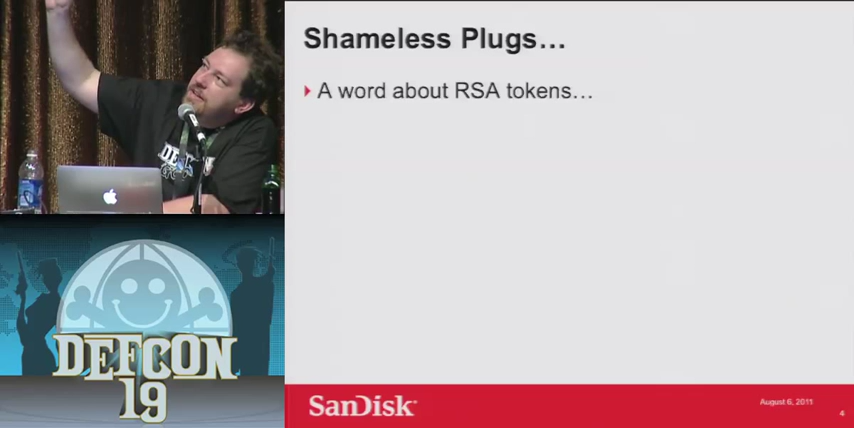 Shameless Plugs…
A word about RSA tokens…
DEFCON
19
SanDisk
August 6, 2011
4